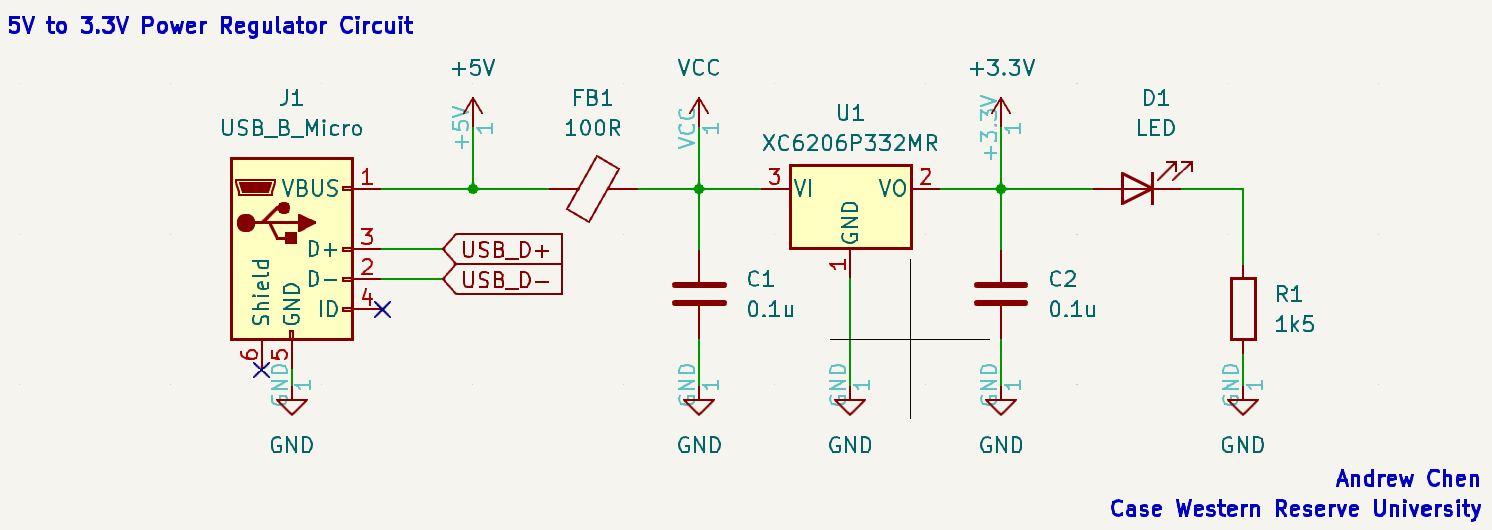 5V to 3.3V Power Regulator Circuit
+5V
VCC
+3.3V
J1
USB_B_Micro
FB1
100R
U1
XC6206P332MR
D1
LED
+5V
1
VCC
1
+3.3V
1
VBUS
1
D+
3
D-
2
ID
4
Shield
6
GND
5
USB_D+
USB_D-
VI
3
VO
2
GND
1
C1
0.1u
C2
0.1u
R1
1k5
GND
1
GND
1
GND
1
GND
1
GND
1
GND
GND
GND
GND
GND
Andrew Chen
Case Western Reserve University